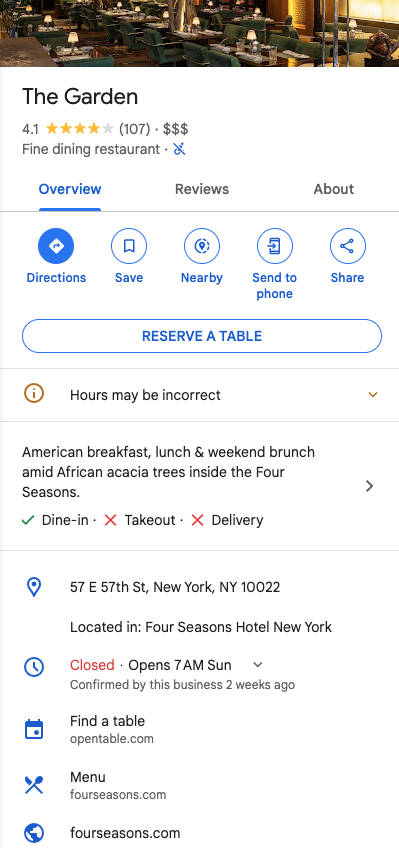 The Garden
4.1 (107) · $$$
Fine dining restaurant ·
Overview Reviews About
Directions Save Nearby Send to phone Share
RESERVE A TABLE
Hours may be incorrect
American breakfast, lunch & weekend brunch
amid African acacia trees inside the Four
Seasons.
Dine-in · Takeout · Delivery
57 E 57th St, New York, NY 10022
Located in: Four Seasons Hotel New York
Closed · Opens 7 AM Sun
Confirmed by this business 2 weeks ago
Find a table
opentable.com
Menu
fourseasons.com
fourseasons.com